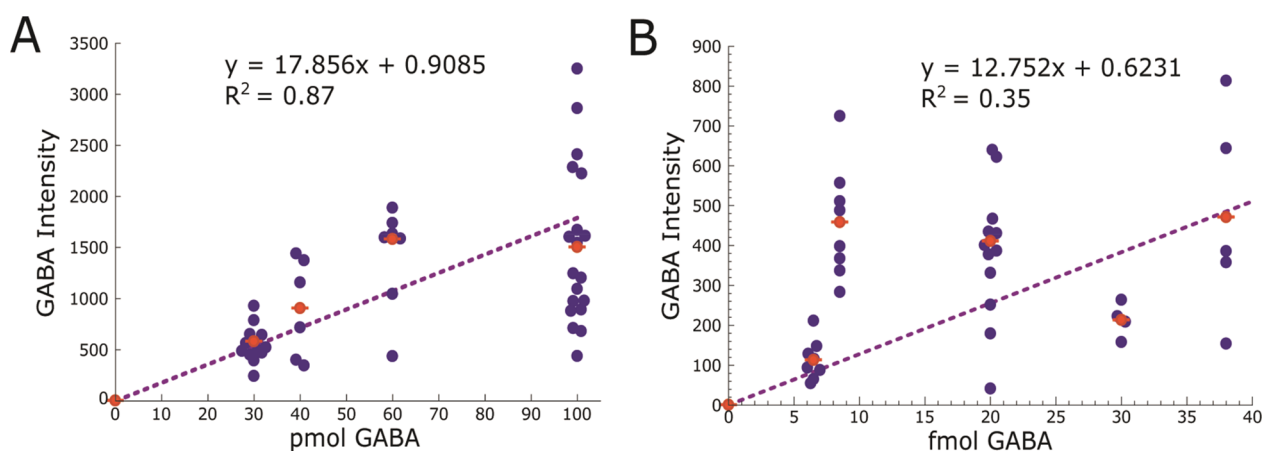 A
y = 17.856x + 0.9085
R² = 0.87
GABA Intensity
3500
3000
2500
2000
1500
1000
500
0
0 10 20 30 40 50 60 70 80 90 100
pmol GABA
B
y = 12.752x + 0.6231
R² = 0.35
GABA Intensity
900
800
700
600
500
400
300
200
100
0
0 5 10 15 20 25 30 35 40
fmol GABA